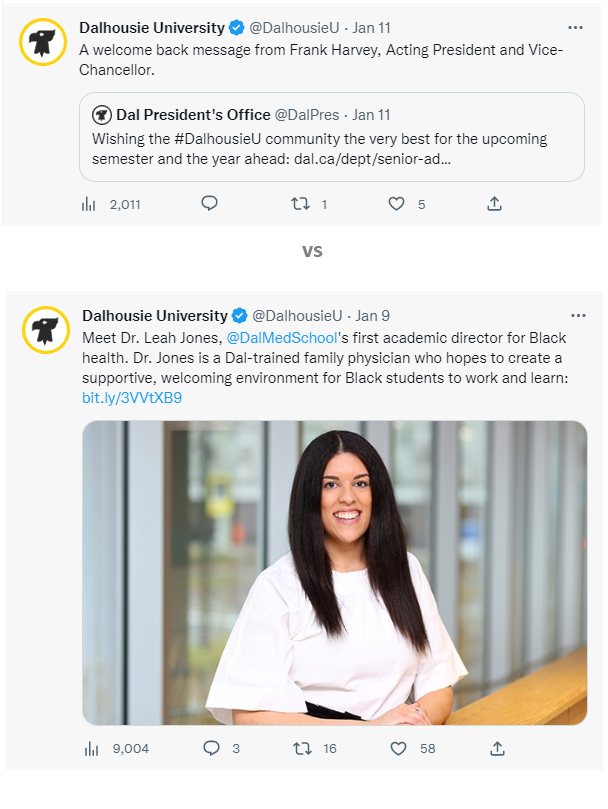 Dalhousie University @DalhousieU · Jan 11
A welcome back message from Frank Harvey, Acting President and Vice-
Chancellor.
Dal President's Office @DalPres · Jan 11
Wishing the #DalhousieU community the very best for the upcoming
semester and the year ahead: dal.ca/dept/senior-ad...
2,011 1 5
VS
Dalhousie University @DalhousieU · Jan 9
Meet Dr. Leah Jones, @DalMedSchool's first academic director for Black
health. Dr. Jones is a Dal-trained family physician who hopes to create a
supportive, welcoming environment for Black students to work and learn:
bit.ly/3VVtXB9
9,004 3 16 58